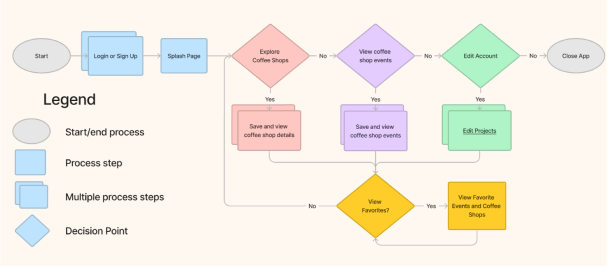 Start
Login or Sign Up
Splash Page
Explore
Coffee Shops
No
View coffee
shop events
No
Edit Account
No
Close App
Yes
Yes
Yes
Save and view
coffee shop details
Save and view
coffee shop events
Edit Projects
Legend
Start/end process
Process step
Multiple process steps
Decision Point
No
View
Favorites?
Yes
View Favorite
Events and Coffee
Shops